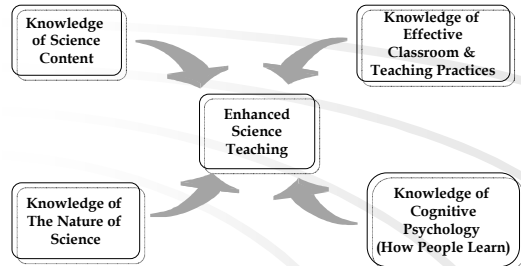 Knowledge
of Science
Content
Knowledge of
Effective
Classroom &
Teaching Practices
Enhanced
Science
Teaching
Knowledge of
The Nature of
Science
Knowledge of
Cognitive
Psychology
(How People Learn)